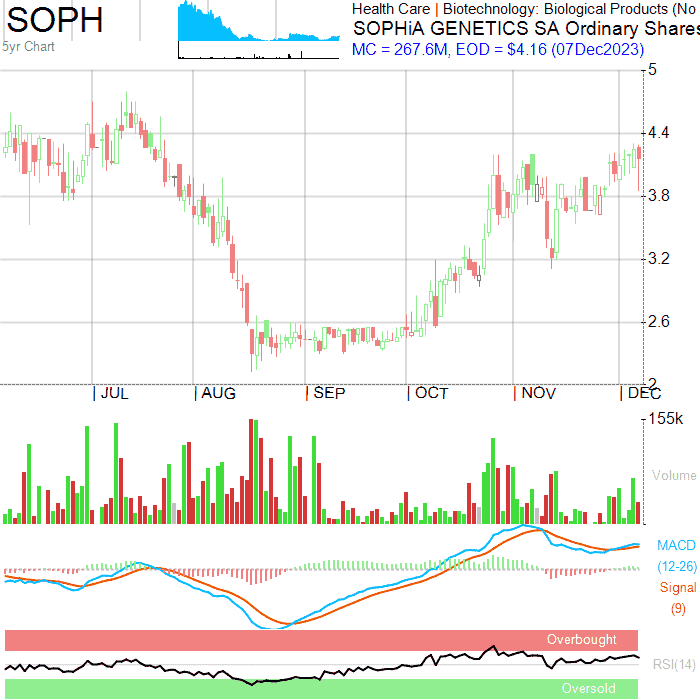 SOPH
5yr Chart
Health Care | Biotechnology: Biological Products (No
SOPHiA GENETICS SA Ordinary Shares
MC = 267.6M, EOD = $4.16 (07Dec2023)
5
4.4
3.8
3.2
2.6
2
| JUL | AUG | SEP | OCT | NOV | DEC
155k
Volume
MACD
(12-26)
Signal
(9)
Overbought
RSI(14)
Oversold